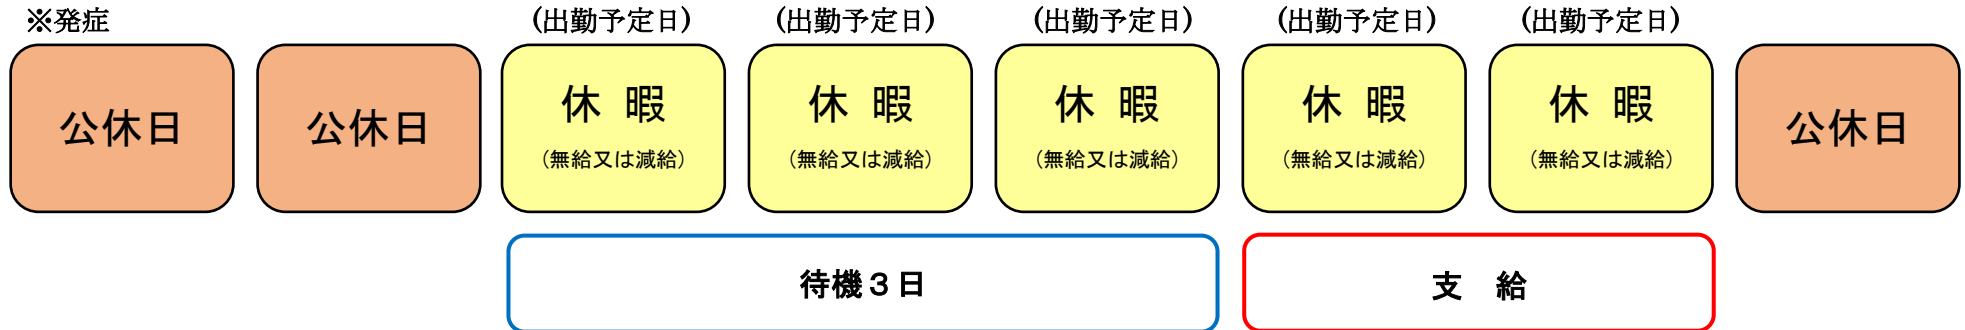 ※発症
(出勤予定日)
(出勤予定日)
(出勤予定日)
(出勤予定日)
(出勤予定日)
公休日
公休日
休 暇
(無給又は減給)
休 暇
(無給又は減給)
休 暇
(無給又は減給)
休 暇
(無給又は減給)
休 暇
(無給又は減給)
公休日
待機3日
支 給